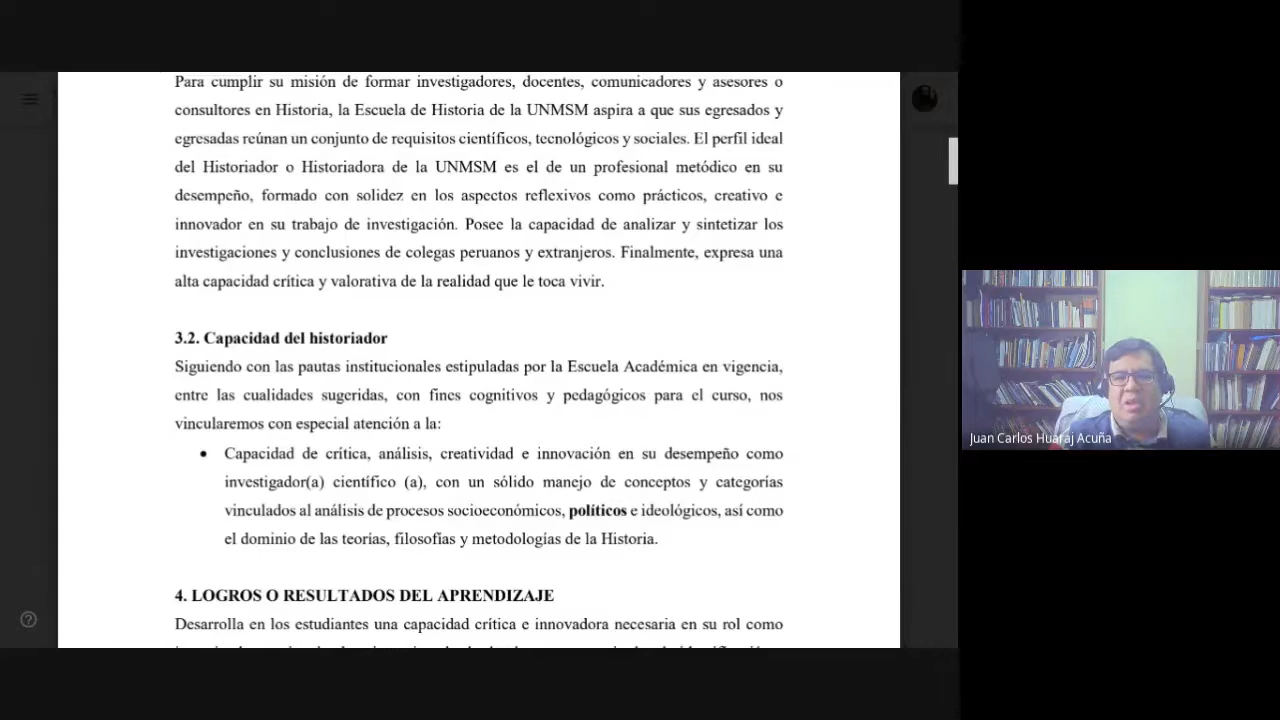 Para cumplir su misión de formar investigadores, docentes, comunicadores y asesores o
consultores en Historia, la Escuela de Historia de la UNMSM aspira a que sus egresados y
egresadas reúnan un conjunto de requisitos científicos, tecnológicos y sociales. El perfil ideal
del Historiador o Historiadora de la UNMSM es el de un profesional metódico en su
desempeño, formado con solidez en los aspectos reflexivos como prácticos, creativo e
innovador en su trabajo de investigación. Posee la capacidad de analizar y sintetizar los
investigaciones y conclusiones de colegas peruanos y extranjeros. Finalmente, expresa una
alta capacidad crítica y valorativa de la realidad que le toca vivir.
3.2. Capacidad del historiador
Siguiendo con las pautas institucionales estipuladas por la Escuela Académica en vigencia,
entre las cualidades sugeridas, con fines cognitivos y pedagógicos para el curso, nos
vincularemos con especial atención a la:
• Capacidad de crítica, análisis, creatividad e innovación en su desempeño como
investigador(a) científico (a), con un sólido manejo de conceptos y categorías
vinculados al análisis de procesos socioeconómicos, políticos e ideológicos, así como
el dominio de las teorías, filosofías y metodologías de la Historia.
4. LOGROS O RESULTADOS DEL APRENDIZAJE
Desarrolla en los estudiantes una capacidad crítica e innovadora necesaria en su rol como
Juan Carlos Huaraj Acuña